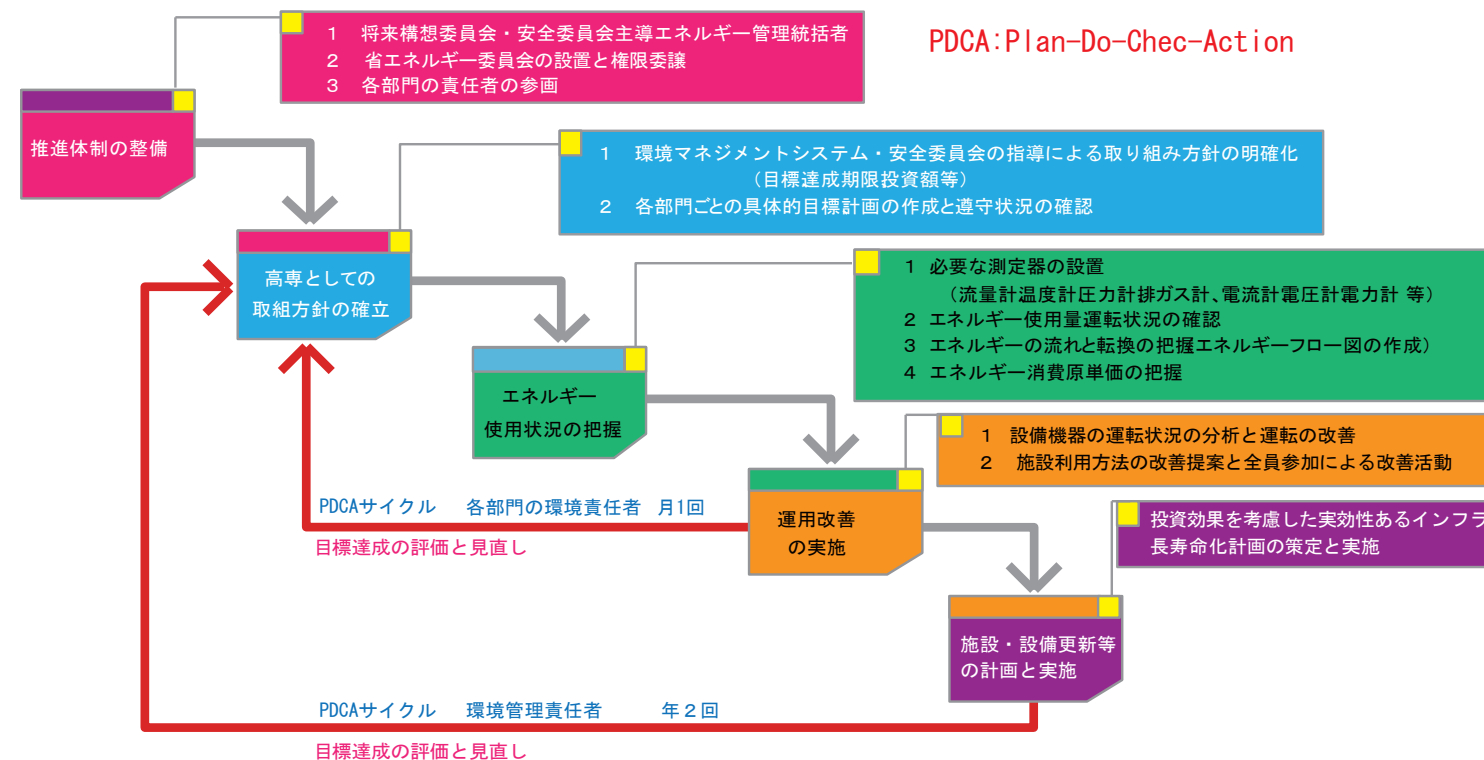 PDCA:Plan-Do-Chec-Action
1 将来構想委員会・安全委員会主導エネルギー管理統括者
2 省エネルギー委員会の設置と権限委譲
3 各部門の責任者の参画
推進体制の整備
1 環境マネジメントシステム・安全委員会の指導による取り組み方針の明確化
（目標達成期限投資額等）
2 各部門ごとの具体的目標計画の作成と遵守状況の確認
高専としての
取組方針の確立
1 必要な測定器の設置
（流量計温度計圧力計排ガス計、電流計電圧計電力計 等）
2 エネルギー使用量運転状況の確認
3 エネルギーの流れと転換の把握エネルギーフロー図の作成）
4 エネルギー消費原単価の把握
エネルギー
使用状況の把握
1 設備機器の運転状況の分析と運転の改善
2 施設利用方法の改善提案と全員参加による改善活動
運用改善
の実施
PDCAサイクル 各部門の環境責任者 月1回
目標達成の評価と見直し
投資効果を考慮した実効性あるインフラ
長寿命化計画の策定と実施
施設・設備更新等
の計画と実施
PDCAサイクル 環境管理責任者 年２回
目標達成の評価と見直し